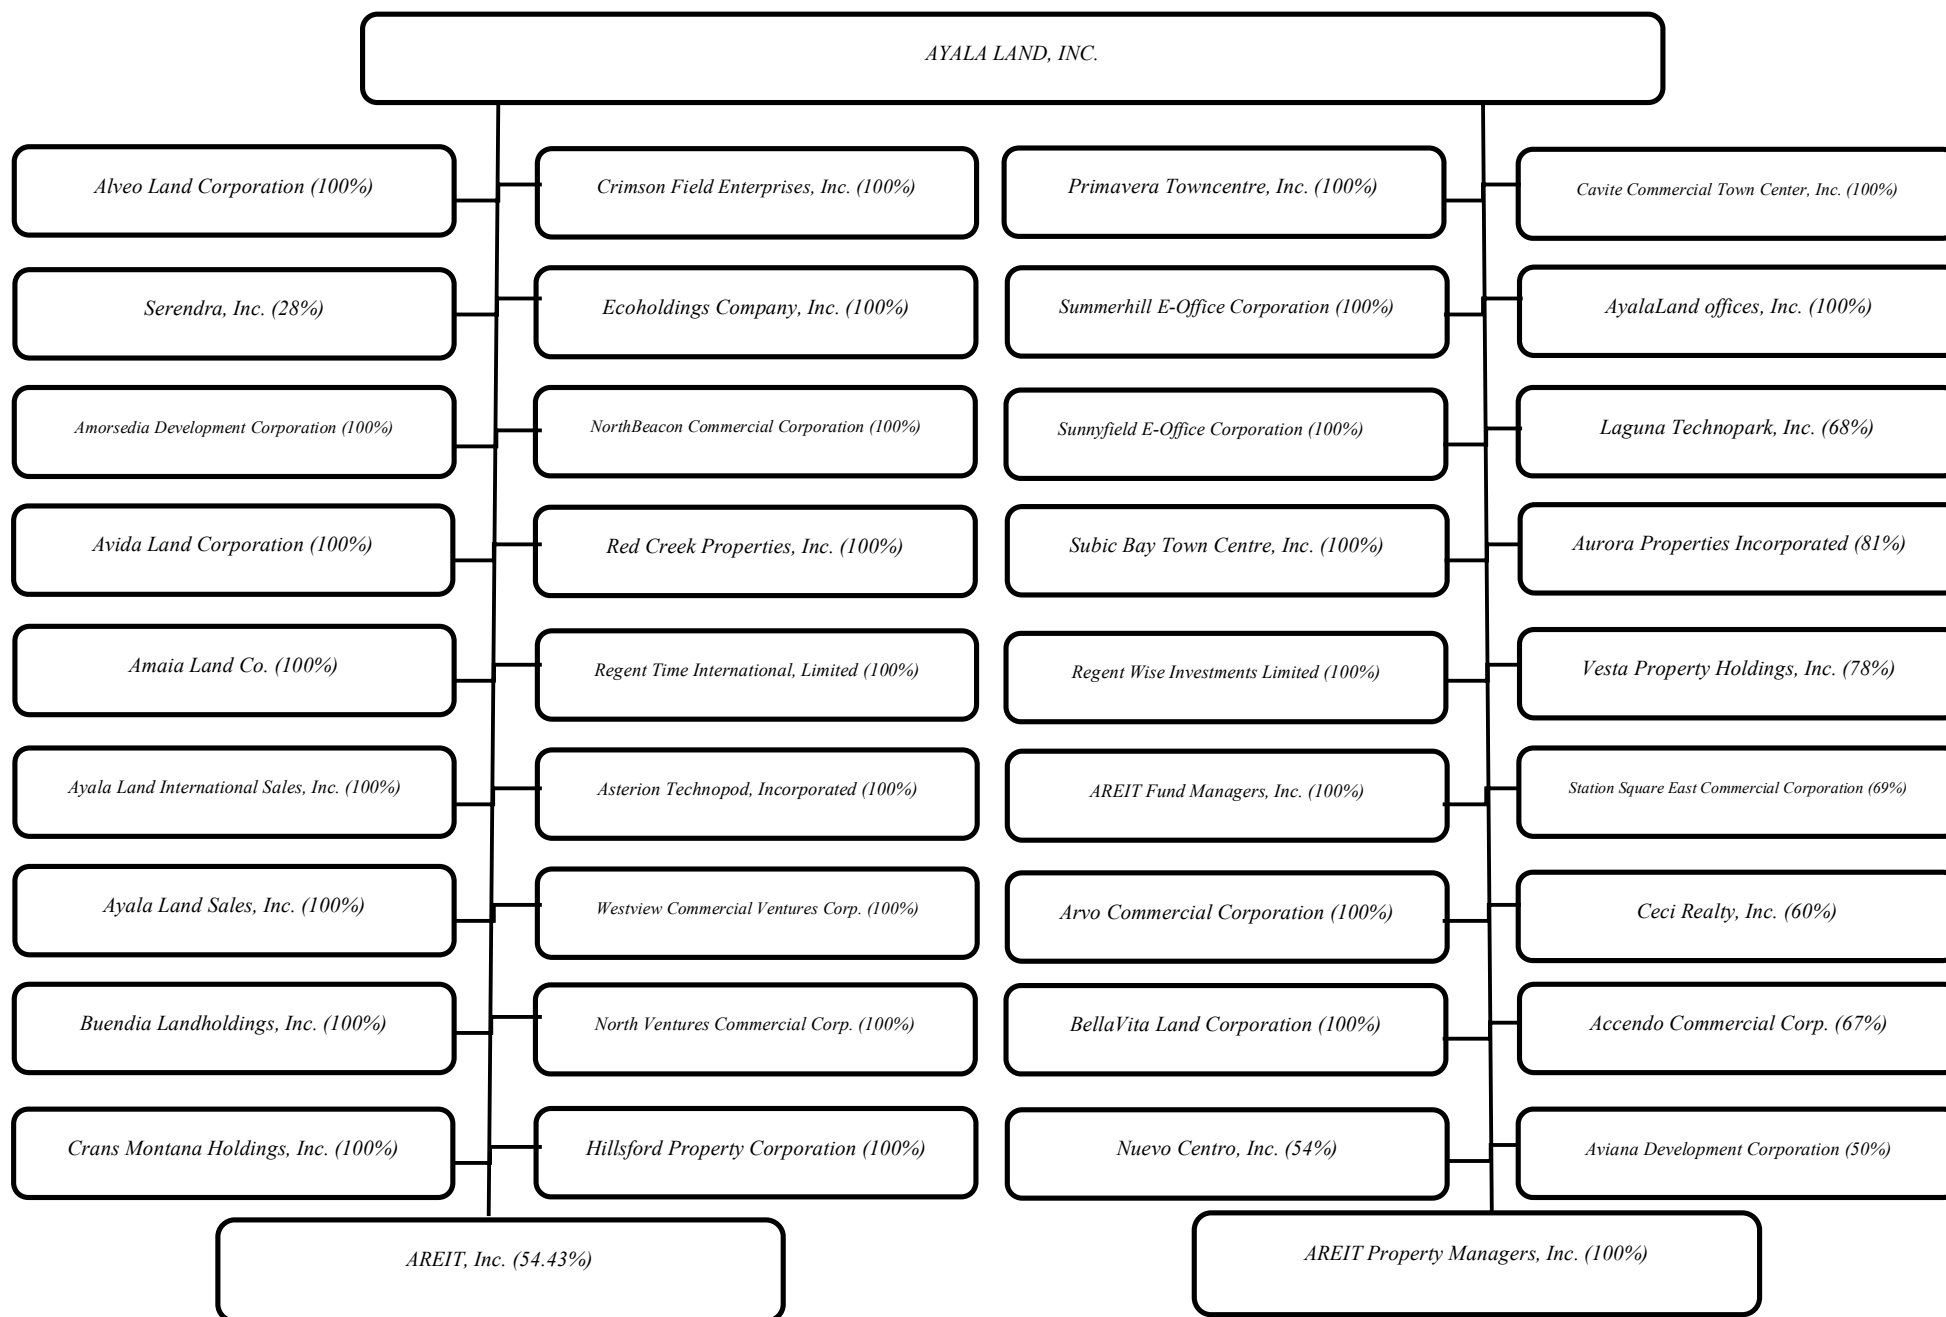 AYALA LAND, INC.
Alveo Land Corporation (100%)
Crimson Field Enterprises, Inc. (100%)
Primavera Towncentre, Inc. (100%)
Cavite Commercial Town Center, Inc. (100%)
Serendra, Inc. (28%)
Ecoholdings Company, Inc. (100%)
Summerhill E-Office Corporation (100%)
AyalaLand offices, Inc. (100%)
Amorsedia Development Corporation (100%)
NorthBeacon Commercial Corporation (100%)
Sunnyfield E-Office Corporation (100%)
Laguna Technopark, Inc. (68%)
Avida Land Corporation (100%)
Red Creek Properties, Inc. (100%)
Subic Bay Town Centre, Inc. (100%)
Aurora Properties Incorporated (81%)
Amaia Land Co. (100%)
Regent Time International, Limited (100%)
Regent Wise Investments Limited (100%)
Vesta Property Holdings, Inc. (78%)
Ayala Land International Sales, Inc. (100%)
Asterion Technopod, Incorporated (100%)
AREIT Fund Managers, Inc. (100%)
Station Square East Commercial Corporation (69%)
Ayala Land Sales, Inc. (100%)
Westview Commercial Ventures Corp. (100%)
Arvo Commercial Corporation (100%)
Ceci Realty, Inc. (60%)
Buendia Landholdings, Inc. (100%)
North Ventures Commercial Corp. (100%)
BellaVita Land Corporation (100%)
Accendo Commercial Corp. (67%)
Crans Montana Holdings, Inc. (100%)
Hillsford Property Corporation (100%)
Nuevo Centro, Inc. (54%)
Aviana Development Corporation (50%)
AREIT, Inc. (54.43%)
AREIT Property Managers, Inc. (100%)